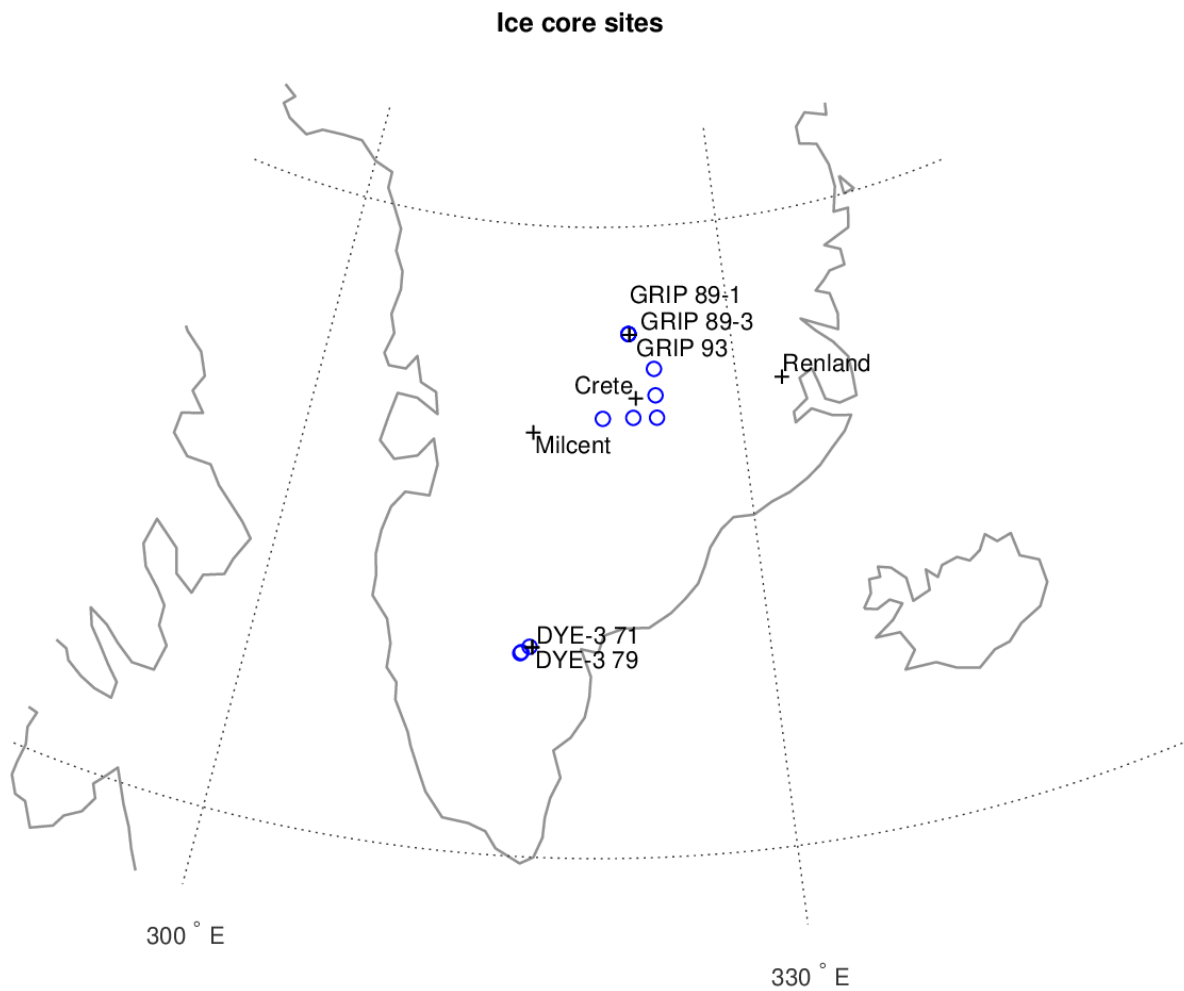 Ice core sites
GRIP 89-1
GRIP 89-3
GRIP 93
Renland
Crete
Milcent
DYE-3 71
DYE-3 79
300 ° E
330 ° E